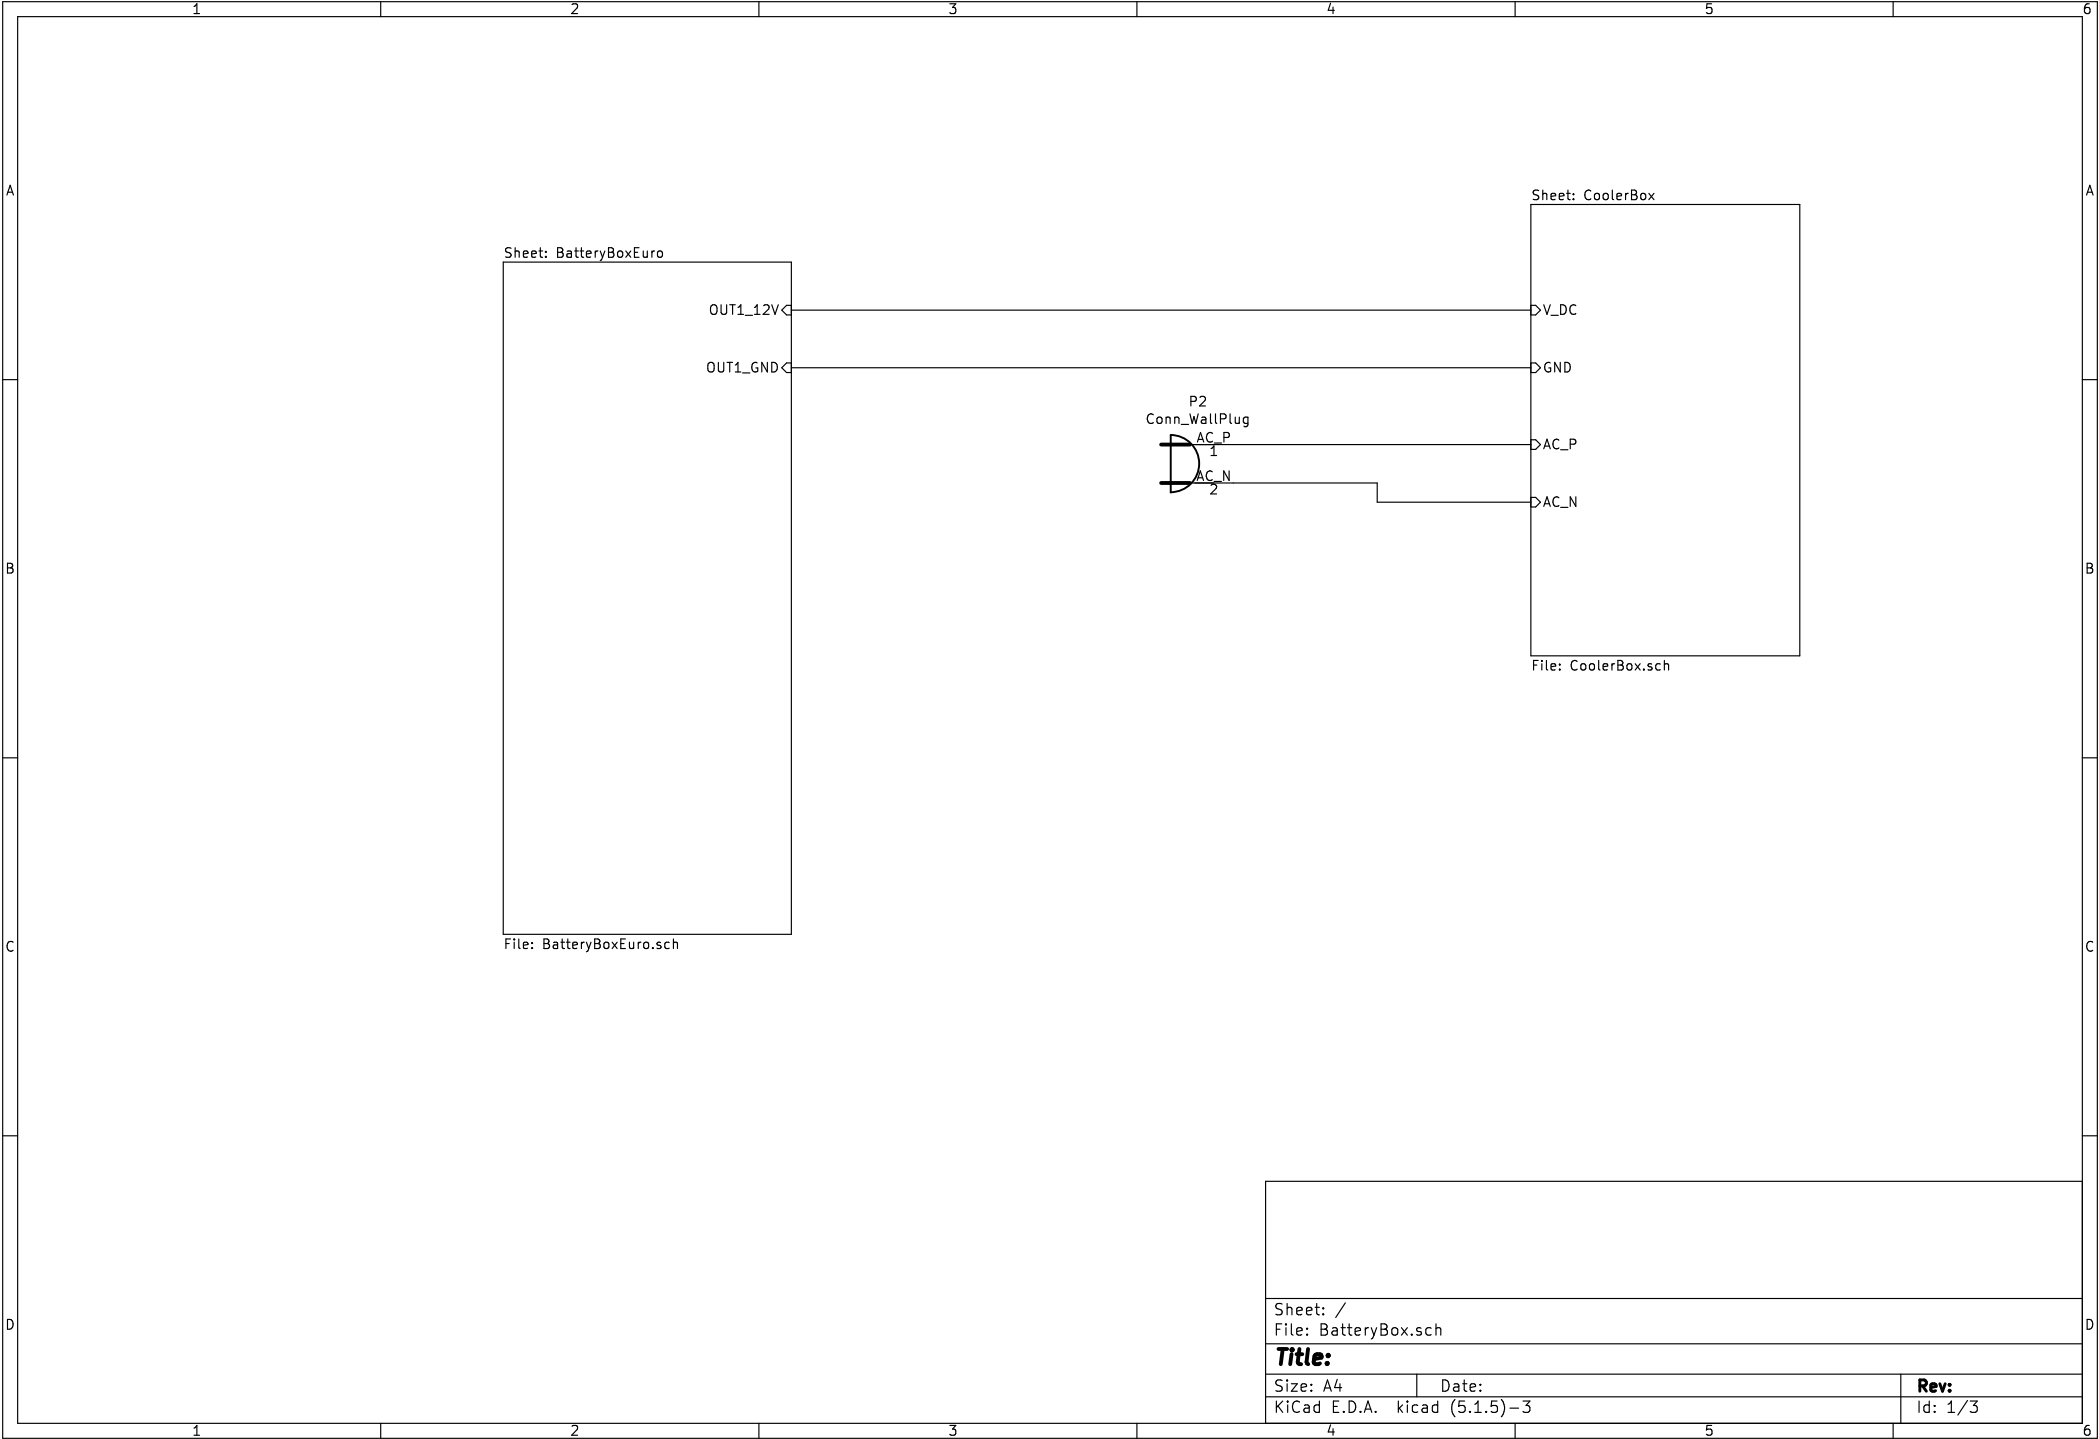 1 2 3 4 5 6
A A
Sheet: CoolerBox
Sheet: BatteryBoxEuro
OUT1_12V V_DC
OUT1_GND GND
P2
Conn_WallPlug
AC_P AC_P
1
AC_N
2
AC_N
B B
File: CoolerBox.sch
File: BatteryBoxEuro.sch
C C
Sheet: /
File: BatteryBox.sch
D D
Title:
Size: A4 Date: Rev:
KiCad E.D.A. kicad (5.1.5)-3 Id: 1/3
1 2 3 4 5 6